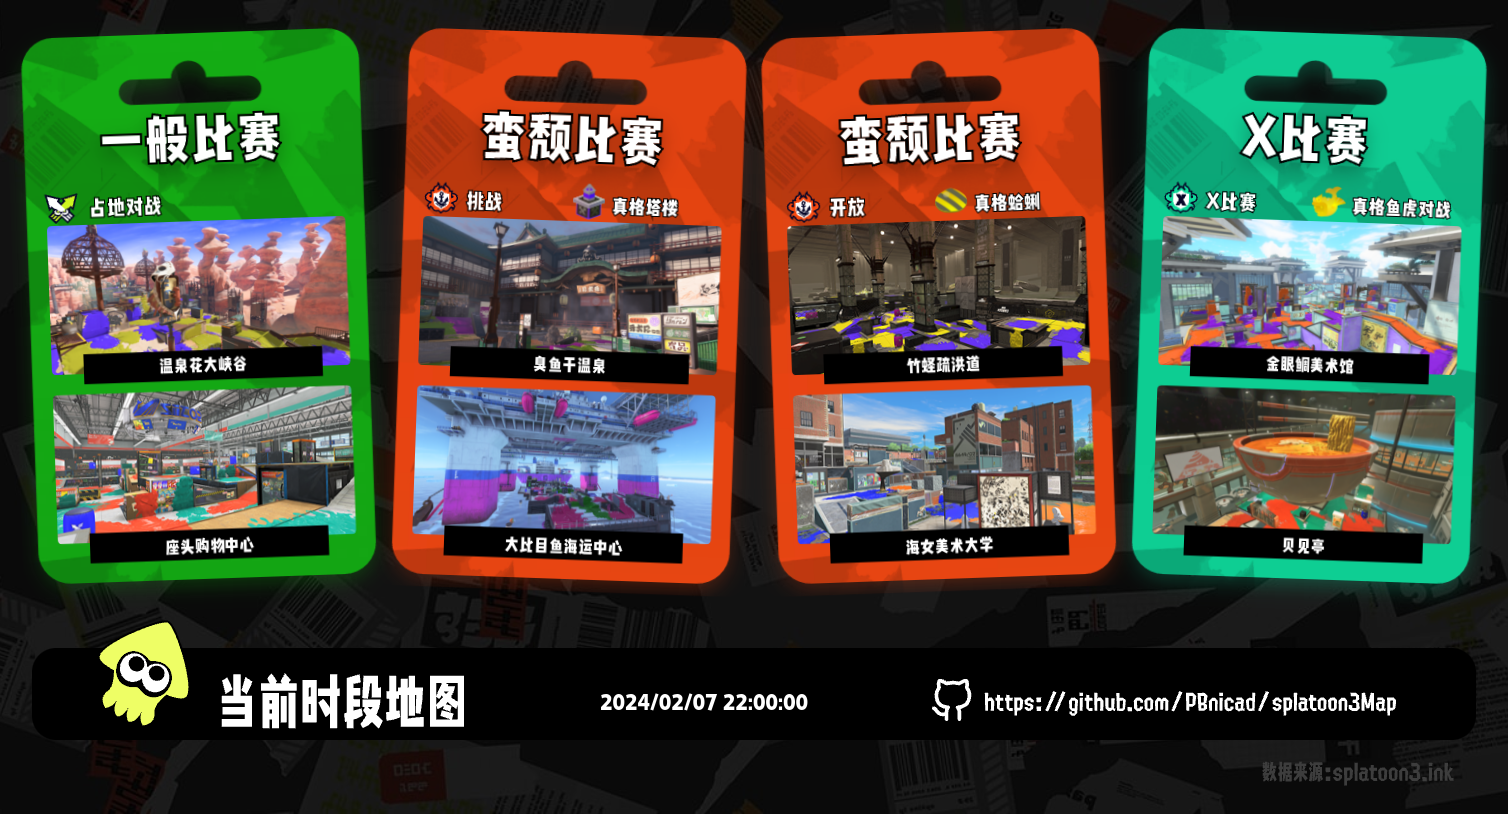 一般比赛
占地对战
温泉花大峡谷
座头购物中心
蛮颓比赛
挑战
真格塔楼
臭鱼干温泉
大比目鱼海运中心
蛮颓比赛
开放
真格蛤蜊
竹蛏疏洪道
海女美术大学
X比赛
X比赛
真格鱼虎对战
金眼鲷美术馆
贝见亭
当前时段地图
2024/02/07 22:00:00
https://github.com/PBnicad/splatoon3Map
数据来源:splatoon3.ink